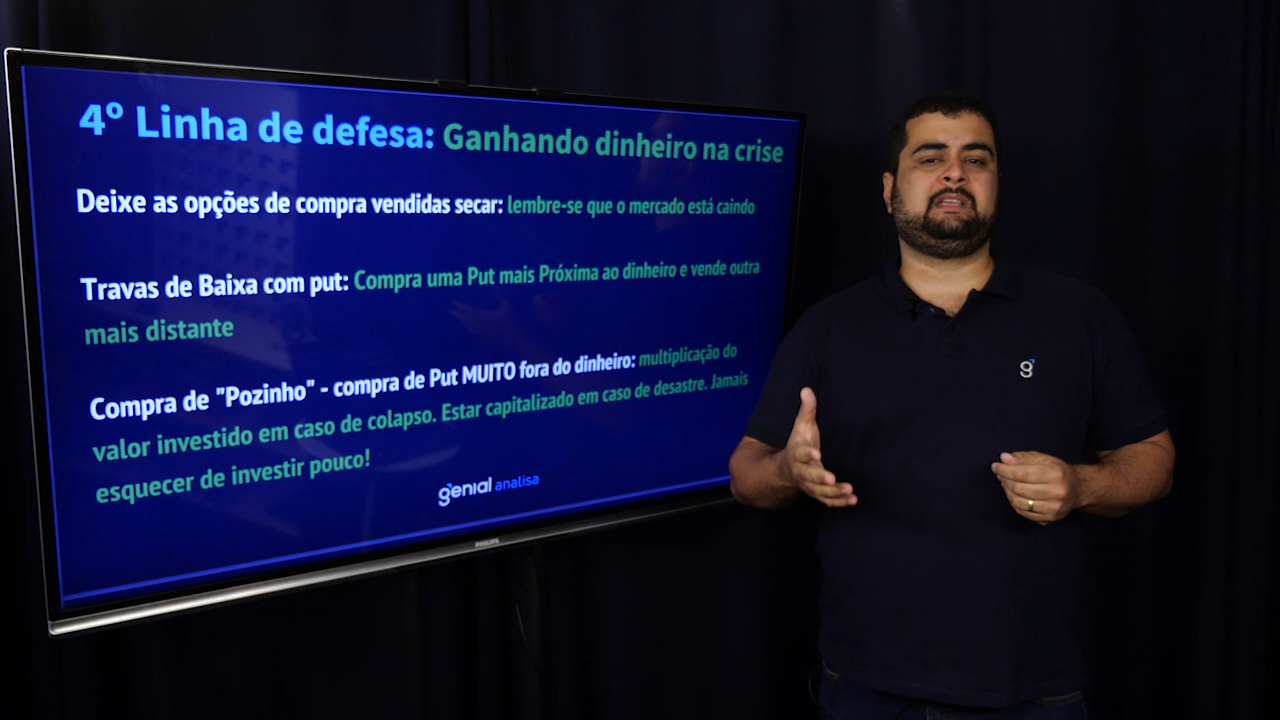 4º Linha de defesa: Ganhando dinheiro na crise
Deixe as opções de compra vendidas secar: lembre-se que o mercado está caindo
Travas de Baixa com put: Compra uma Put mais Próxima ao dinheiro e vende outra
mais distante
Compra de "Pozinho" - compra de Put MUITO fora do dinheiro: multiplicação do
valor investido em caso de colapso. Estar capitalizado em caso de desastre. Jamais
esquecer de investir pouco!
genial analisa
PHILIPS
g